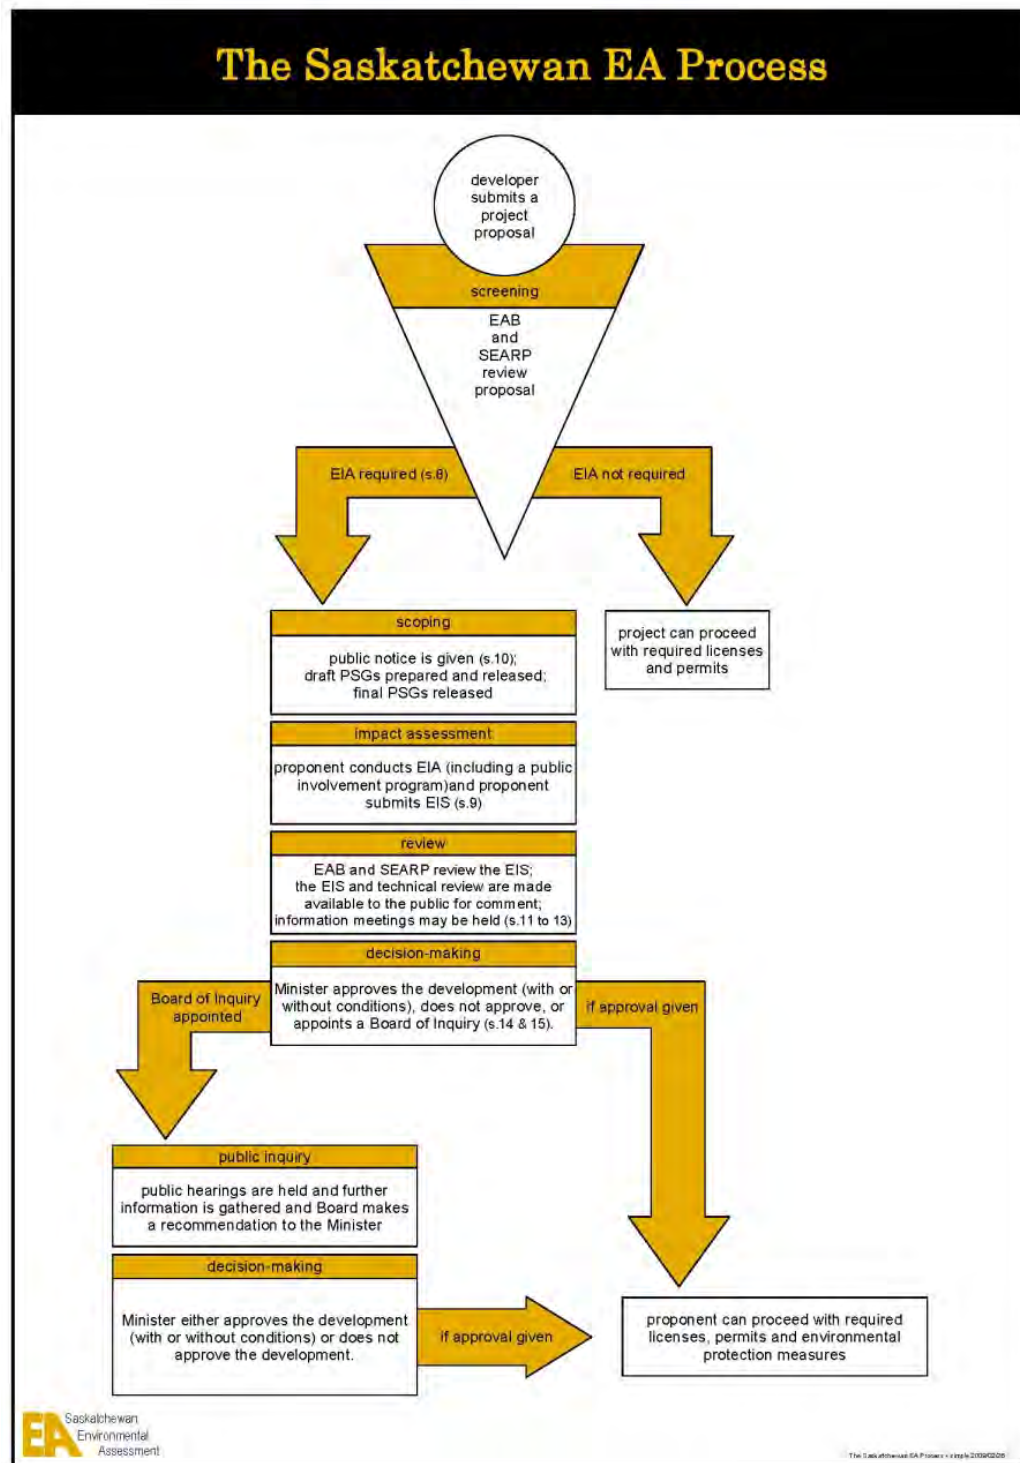 The Saskatchewan EA Process
developer
submits a
project
proposal
screening
EAB
and
SEARP
review
proposal
EIA required (s.8)
EIA not required
scoping
public notice is given (s.10);
draft PSGs prepared and released;
final PSGs released
project can proceed
with required licenses
and permits
impact assessment
proponent conducts EIA (including a public
involvement program)and proponent
submits EIS (s.9)
review
EAB and SEARP review the EIS;
the EIS and technical review are made
available to the public for comment;
information meetings may be held (s.11 to 13)
decision-making
Minister approves the development (with or
without conditions), does not approve, or
appoints a Board of Inquiry (s.14 & 15).
Board of Inquiry
appointed
if approval given
public inquiry
public hearings are held and further
information is gathered and Board makes
a recommendation to the Minister
decision-making
Minister either approves the development
(with or without conditions) or does not
approve the development.
if approval given
proponent can proceed with required
licenses, permits and environmental
protection measures
EA
Saskatchewan
Environmental
Assessment
The Saskatchewan EA Process - simple 2009/02/26